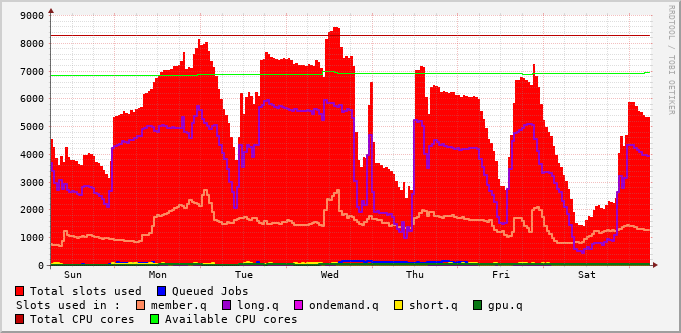 RRDTOOL / TOBI OETIKER
9000
8000
7000
6000
5000
4000
3000
2000
1000
0
Sun Mon Tue Wed Thu Fri Sat
Total slots used Queued Jobs
Slots used in : member.q long.q ondemand.q short.q gpu.q
Total CPU cores Available CPU cores